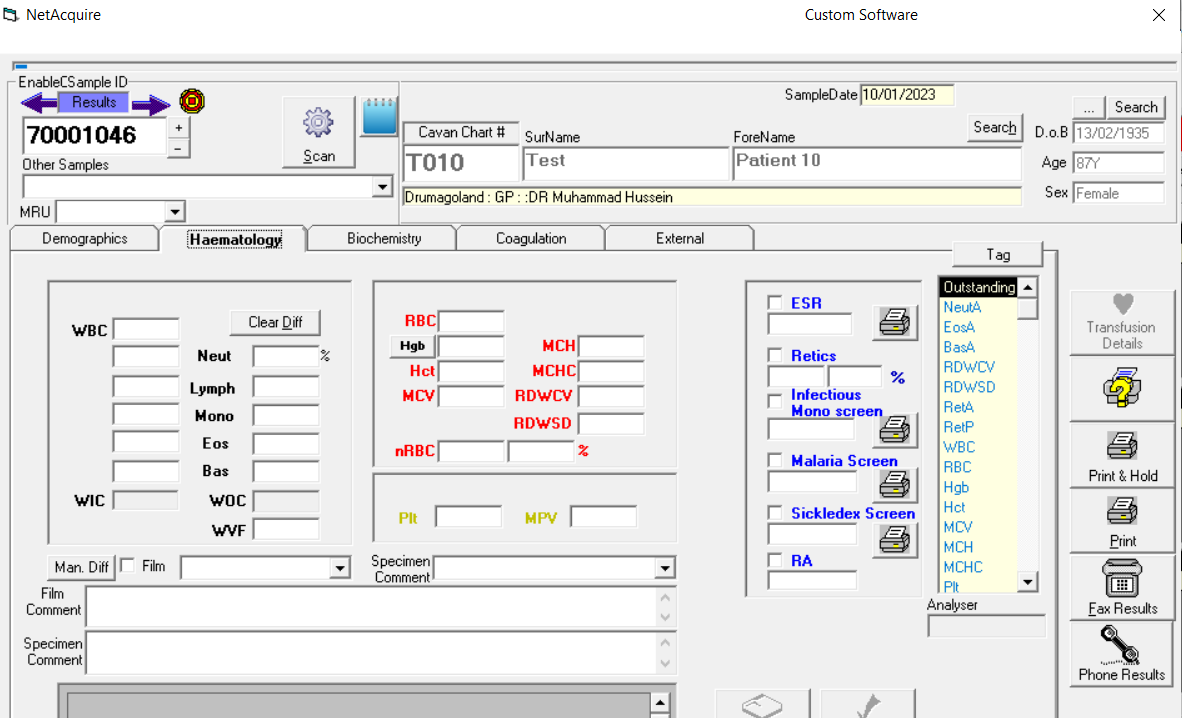 NetAcquire Custom Software
EnableCSample ID
Results
70001046
+
-
Other Samples
MRU
Scan
SampleDate 10/01/2023
Cavan Chart # SurName ForeName Search
T010 Test Patient 10
Drumagoland : GP : :DR Muhammad Hussein
... Search
D.o.B 13/02/1935
Age 87Y
Sex Female
Demographics Haematology Biochemistry Coagulation External
Tag
WBC Clear Diff
Neut %
Lymph
Mono
Eos
Bas
WIC WOC
WVF
RBC
Hgb MCH
Hct MCHC
MCV RDWCV
RDWSD
nRBC %
Plt MPV
ESR
Retics
%
Infectious
Mono screen
Malaria Screen
Sickledex Screen
RA
Outstanding
NeutA
EosA
BasA
RDWCV
RDWSD
RetA
RetP
WBC
RBC
Hgb
Hct
MCV
MCH
MCHC
Plt
Analyser
Transfusion
Details
Print & Hold
Print
Fax Results
Phone Results
Man. Diff Film
Specimen
Comment
Film
Comment
Specimen
Comment